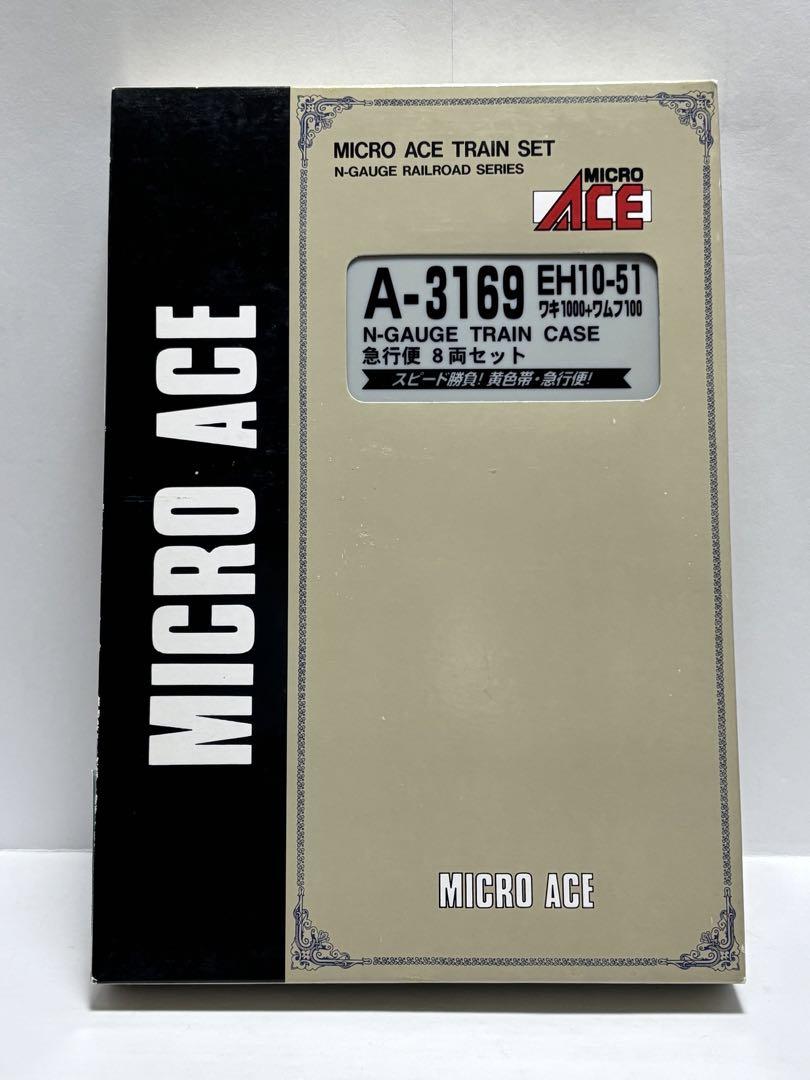 MICRO ACE
MICRO ACE TRAIN SET
N-GAUGE RAILROAD SERIES
MICRO
ACE
A-3169 EH10-51
ワキ1000+ワムフ100
N-GAUGE TRAIN CASE
急行便 8両セット
スピード勝負! 黄色帯・急行便!
MICRO ACE